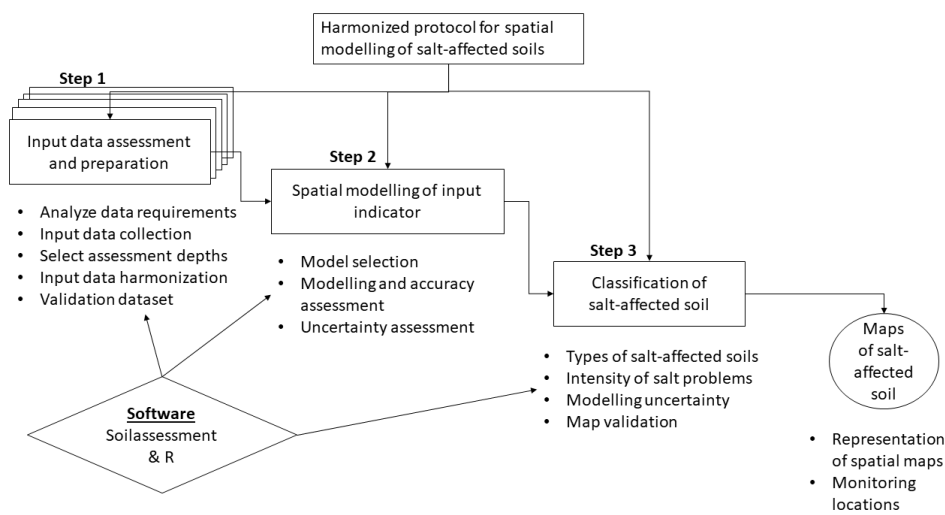 Harmonized protocol for spatial
modelling of salt-affected soils
Step 1
Input data assessment
and preparation
• Analyze data requirements
• Input data collection
• Select assessment depths
• Input data harmonization
• Validation dataset
Step 2
Spatial modelling of input
indicator
• Model selection
• Modelling and accuracy
assessment
• Uncertainty assessment
Step 3
Classification of
salt-affected soil
• Types of salt-affected soils
• Intensity of salt problems
• Modelling uncertainty
• Map validation
Maps
of salt-
affected
soil
• Representation
of spatial maps
• Monitoring
locations
Software
Soilassessment
& R